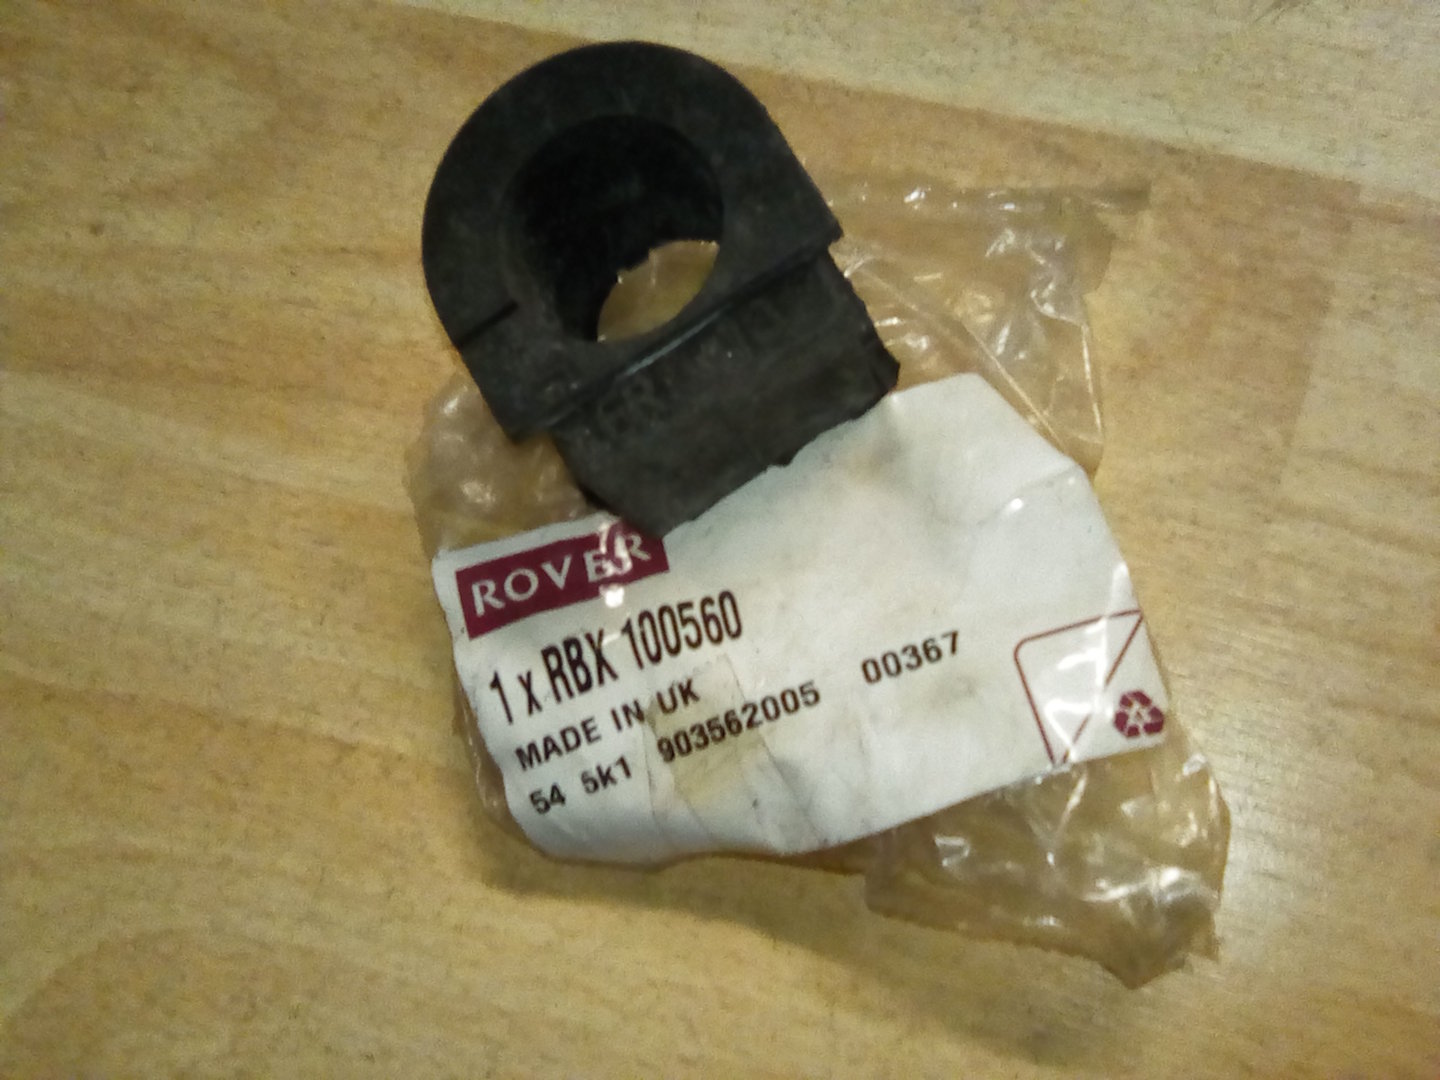 ROVER
1 x RBX 100560
MADE IN UK
54 5k1 903562005 00367